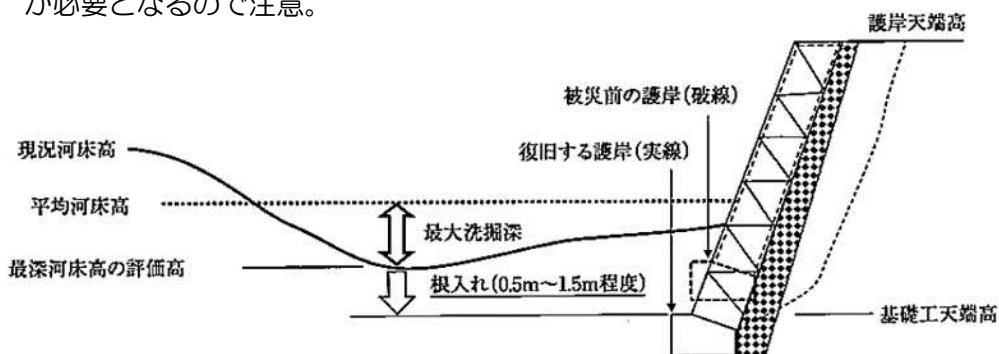 が必要となるので注意。
護岸天端高
被災前の護岸(破線)
復旧する護岸(実線)
現況河床高
平均河床高
最大洗掘深
最深河床高の評価高
根入れ(0.5m〜1.5m程度)
基礎工天端高